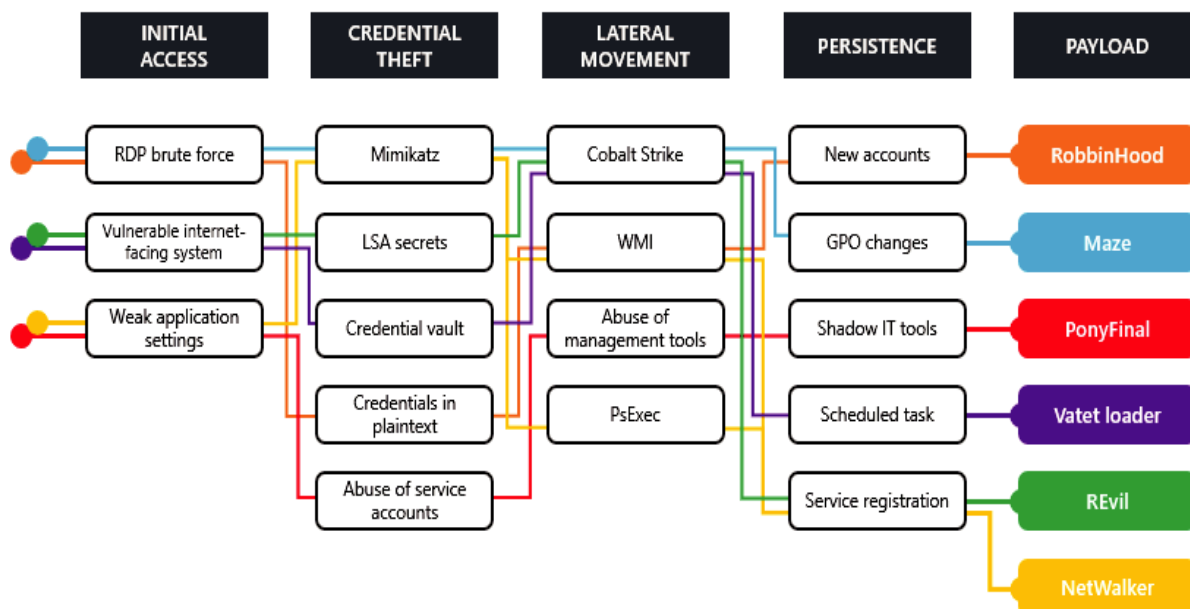 INITIAL
ACCESS
CREDENTIAL
THEFT
LATERAL
MOVEMENT
PERSISTENCE
PAYLOAD
RDP brute force
Mimikatz
Cobalt Strike
New accounts
RobbinHood
Vulnerable internet-
facing system
LSA secrets
WMI
GPO changes
Maze
Weak application
settings
Credential vault
Abuse of
management tools
Shadow IT tools
PonyFinal
Credentials in
plaintext
PsExec
Scheduled task
Vatet loader
Abuse of service
accounts
Service registration
REvil
NetWalker